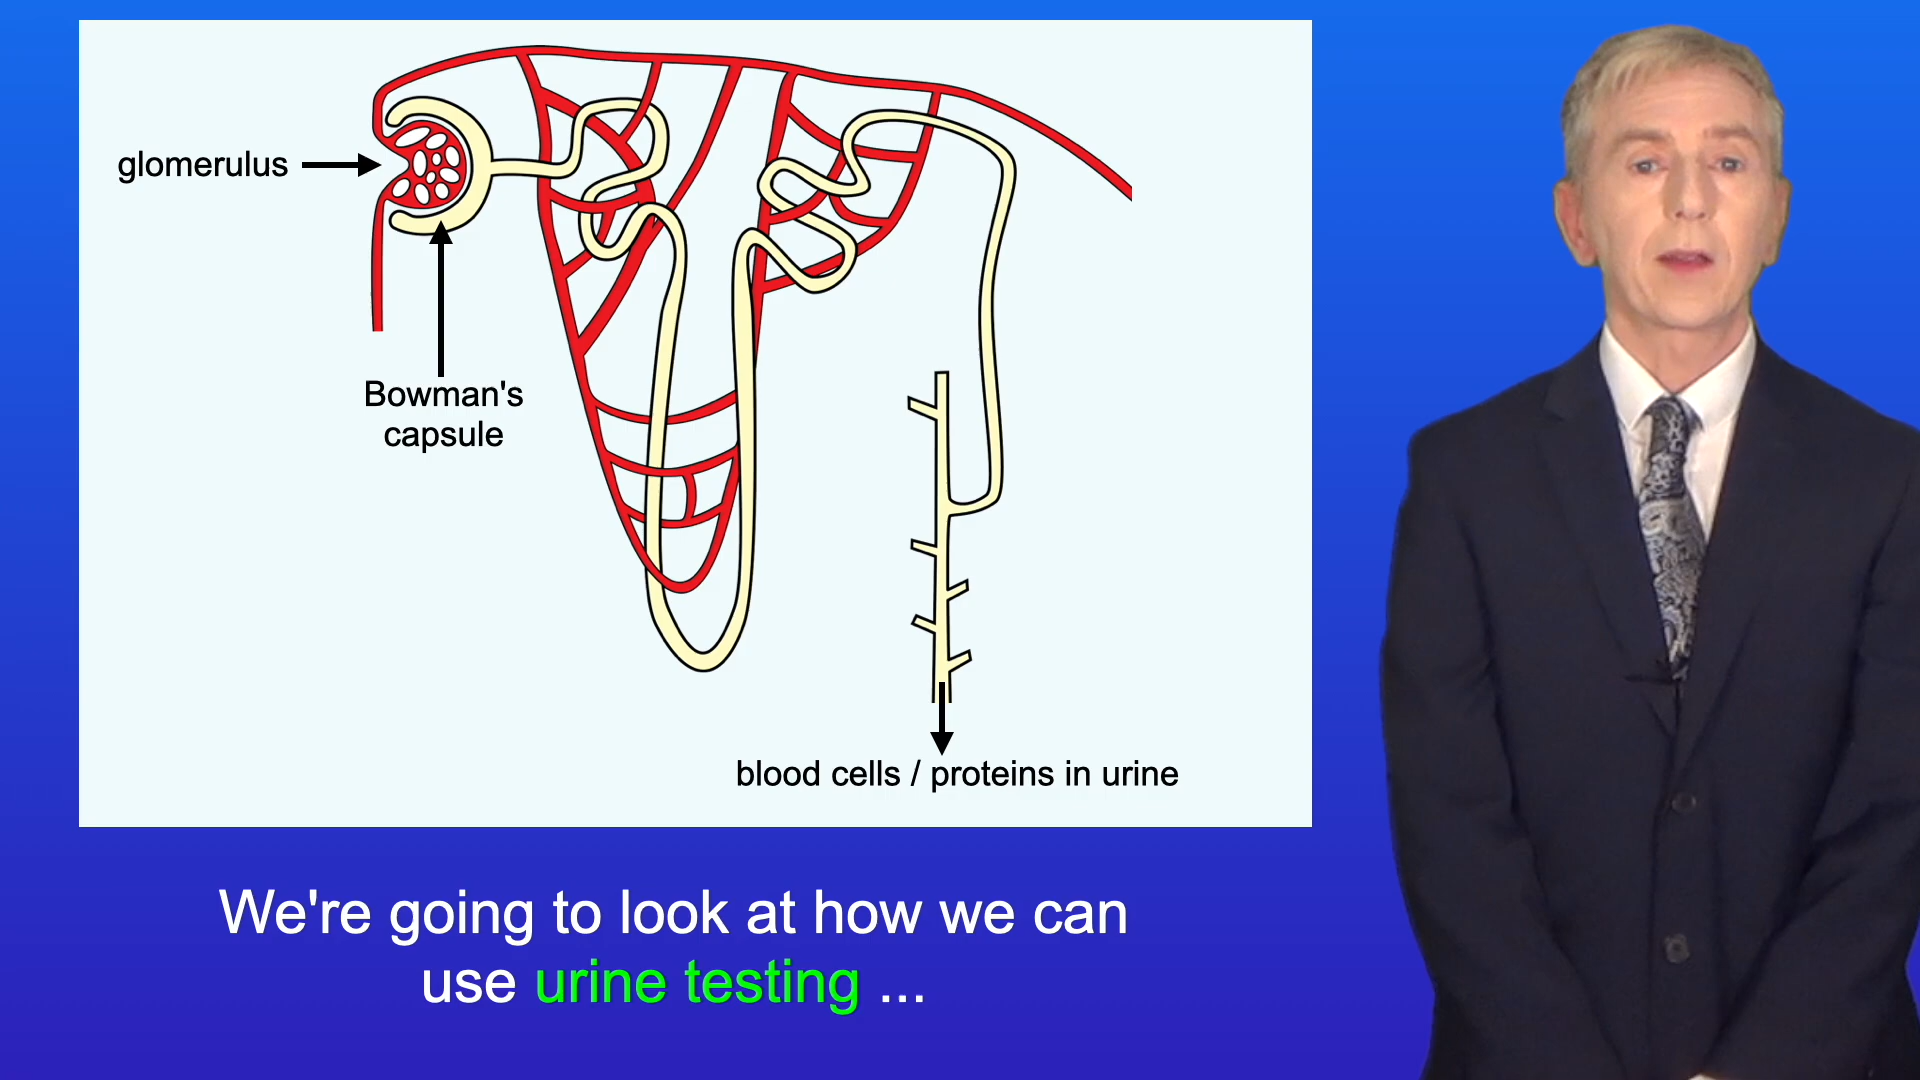 glomerulus
Bowman's
capsule
blood cells / proteins in urine
We're going to look at how we can
use urine testing ...